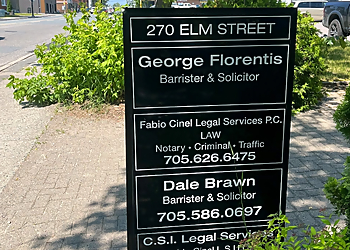 270 ELM STREET
George Florentis
Barrister & Solicitor
Fabio Cinel Legal Services P.C.
LAW
Notary • Criminal • Traffic
705.626.6475
Dale Brawn
Barrister & Solicitor
705.586.0697
C.S.I. Legal Services